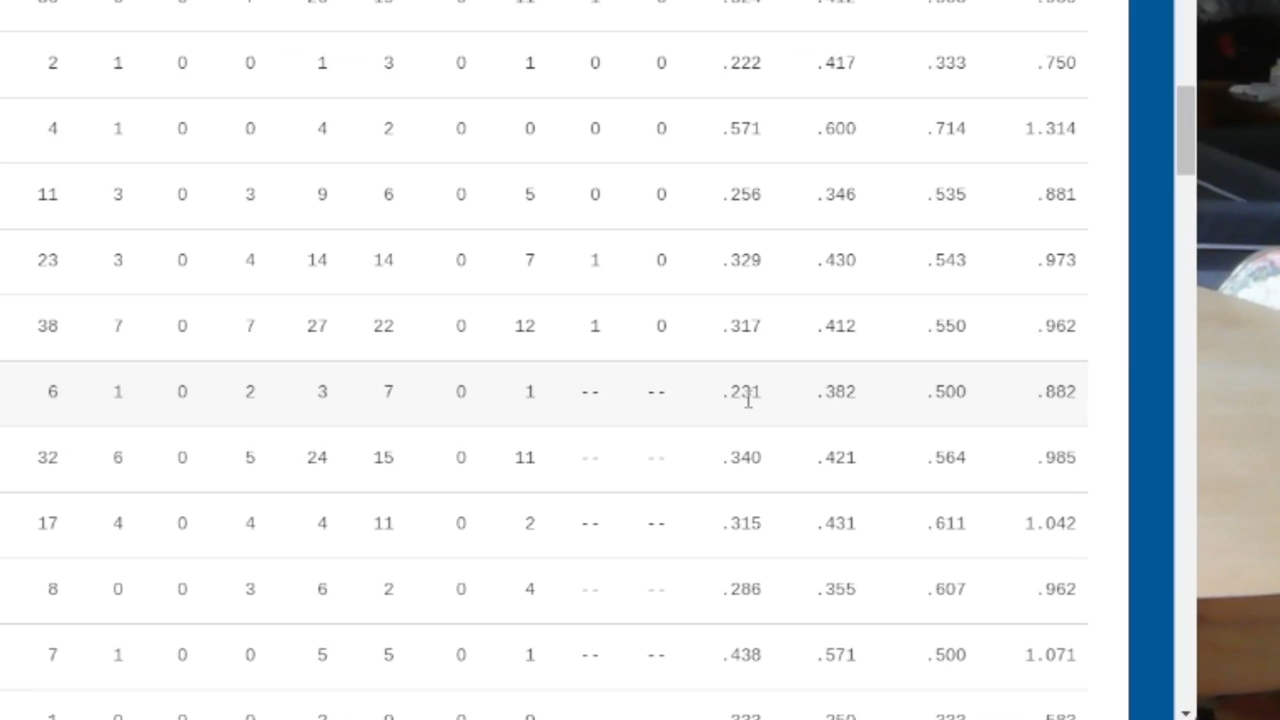 2 1 0 0 1 3 0 1 0 0 .222 .417 .333 .750
4 1 0 0 4 2 0 0 0 0 .571 .600 .714 1.314
11 3 0 3 9 6 0 5 0 0 .256 .346 .535 .881
23 3 0 4 14 14 0 7 1 0 .329 .430 .543 .973
38 7 0 7 27 22 0 12 1 0 .317 .412 .550 .962
6 1 0 2 3 7 0 1 -- -- .231 .382 .500 .882
32 6 0 5 24 15 0 11 -- -- .340 .421 .564 .985
17 4 0 4 4 11 0 2 -- -- .315 .431 .611 1.042
8 0 0 3 6 2 0 4 -- -- .286 .355 .607 .962
7 1 0 0 5 5 0 1 -- -- .438 .571 .500 1.071